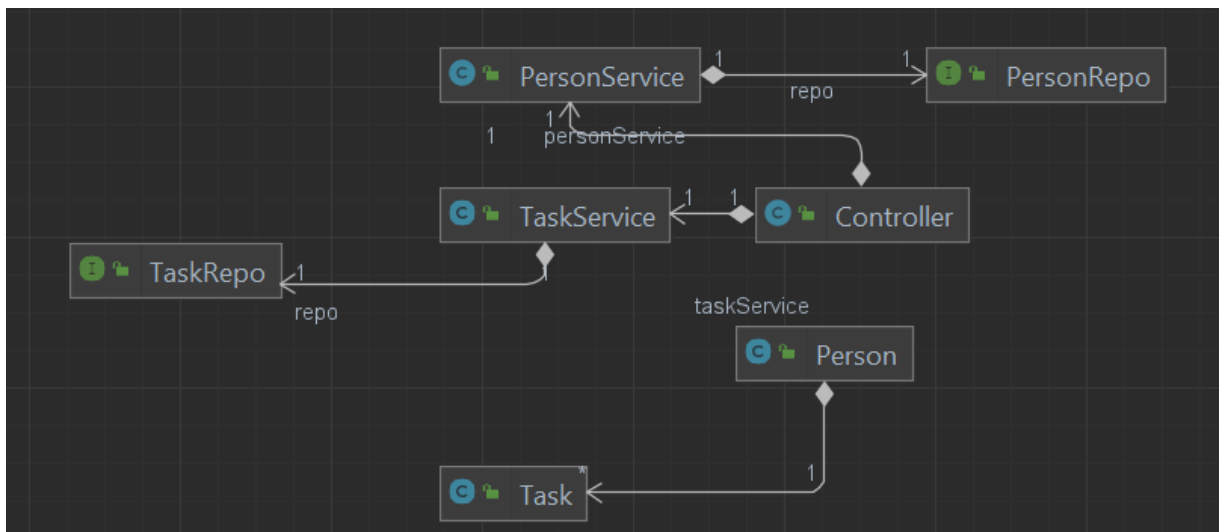 C PersonService
1
1
I PersonRepo
repo
1
1
personService
C TaskService
1
1
C Controller
I TaskRepo
1
1
repo
taskService
C Person
C Task
*
1